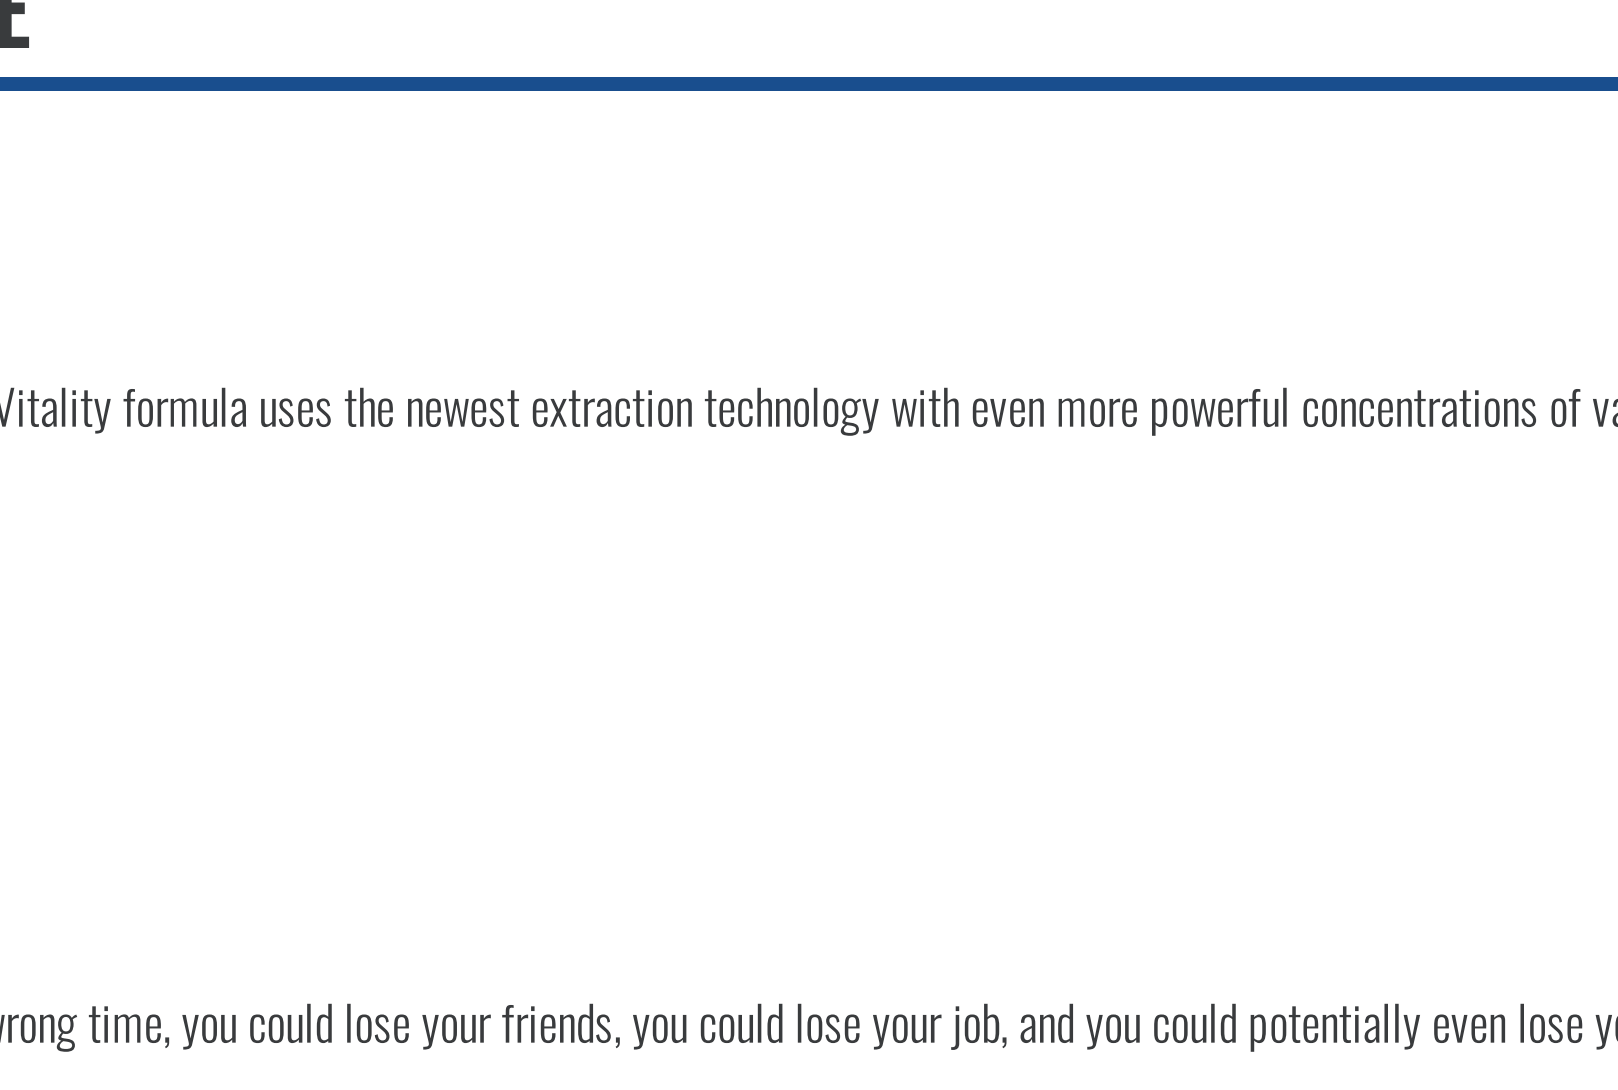 E
Vitality formula uses the newest extraction technology with even more powerful concentrations of
wrong time, you could lose your friends, you could lose your job, and you could potentially even lose